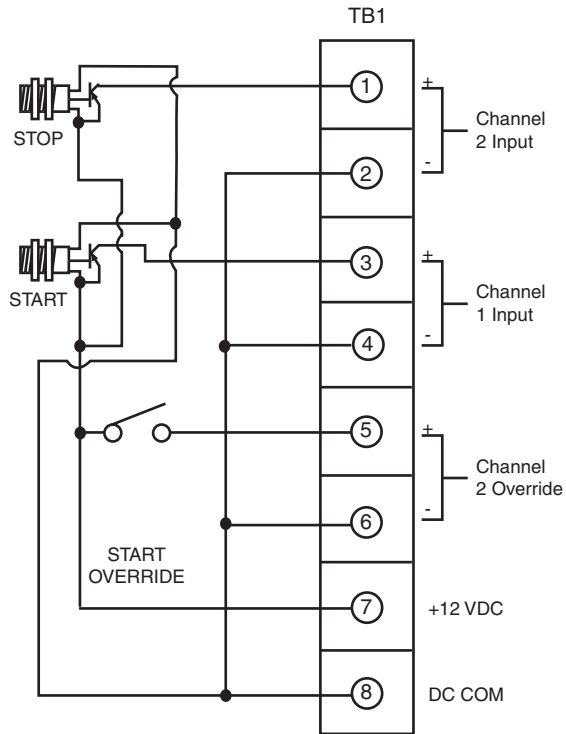 TB1
STOP
START
START
OVERRIDE
1
2
3
4
5
6
7
8
+
-
Channel
2 Input
+
-
Channel
1 Input
+
-
Channel
2 Override
+12 VDC
DC COM